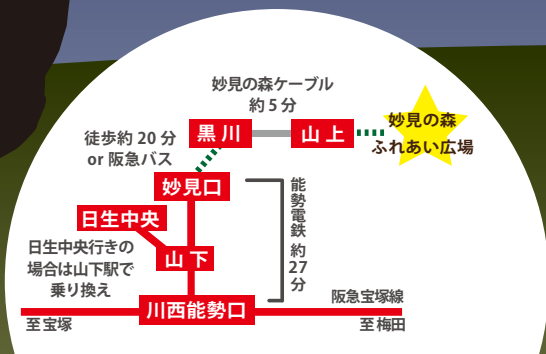 妙見の森ケーブル
約5分
黒川
山上
妙見の森
ふれあい広場
徒歩約20分
or 阪急バス
妙見口
能勢電鉄 約27分
日生中央
日生中央行きの
場合は山下駅で
乗り換え
山下
川西能勢口
阪急宝塚線
至宝塚
至梅田